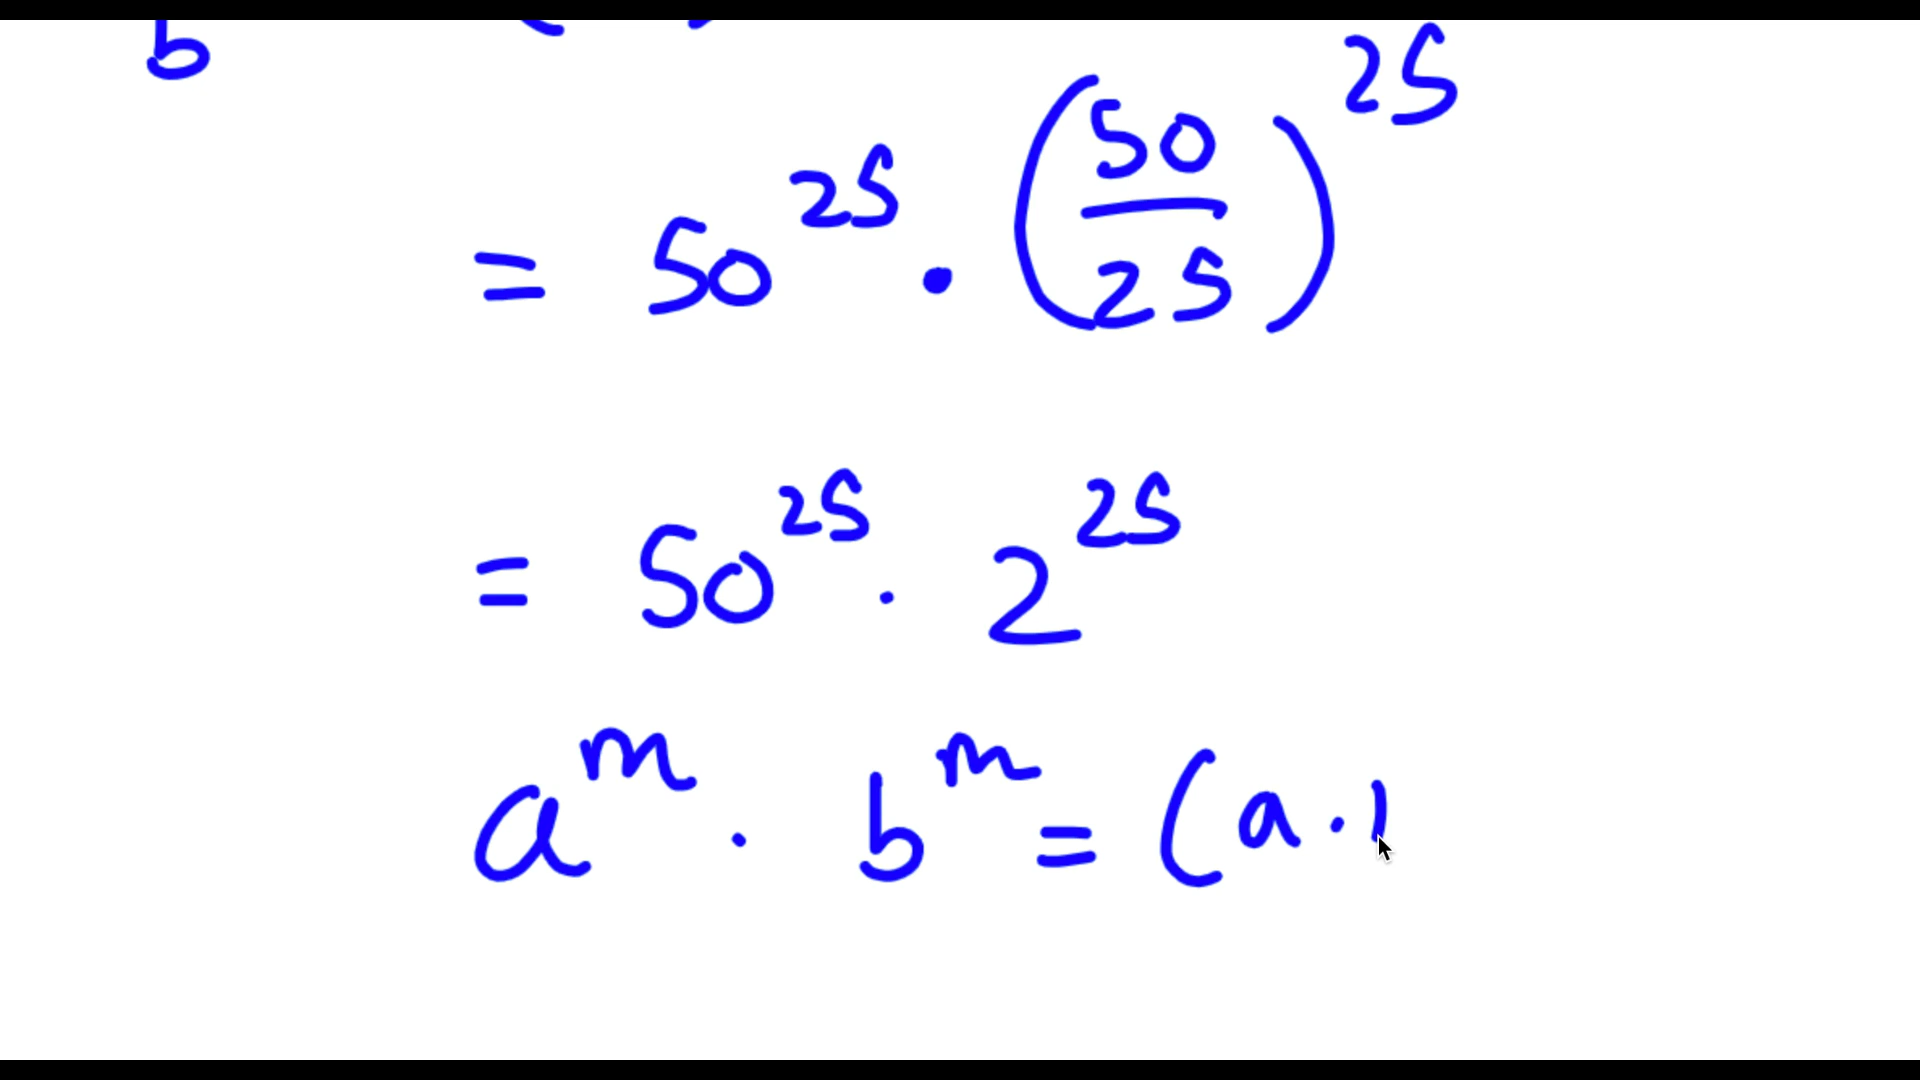 b
= 50^25 · (50/25)^25
= 50^25 · 2^25
a^m · b^m = (a ·